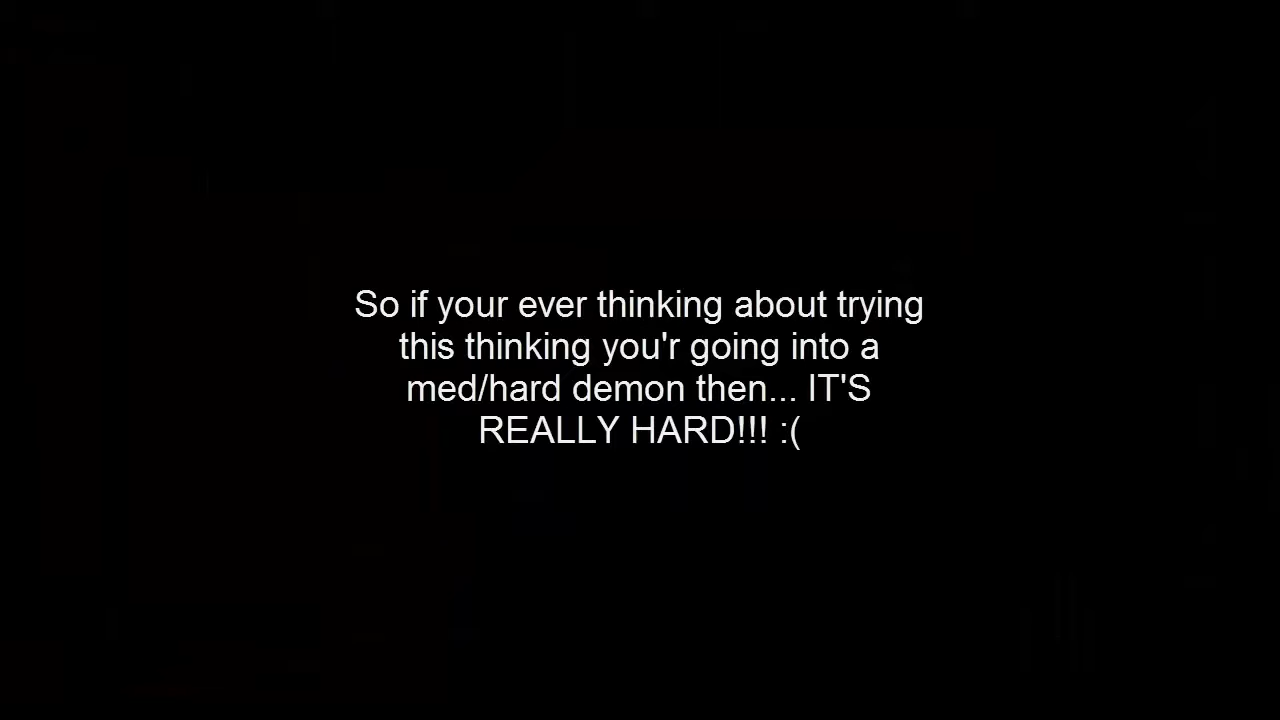 So if your ever thinking about trying
this thinking you'r going into a
med/hard demon then... IT'S
REALLY HARD!!! :(